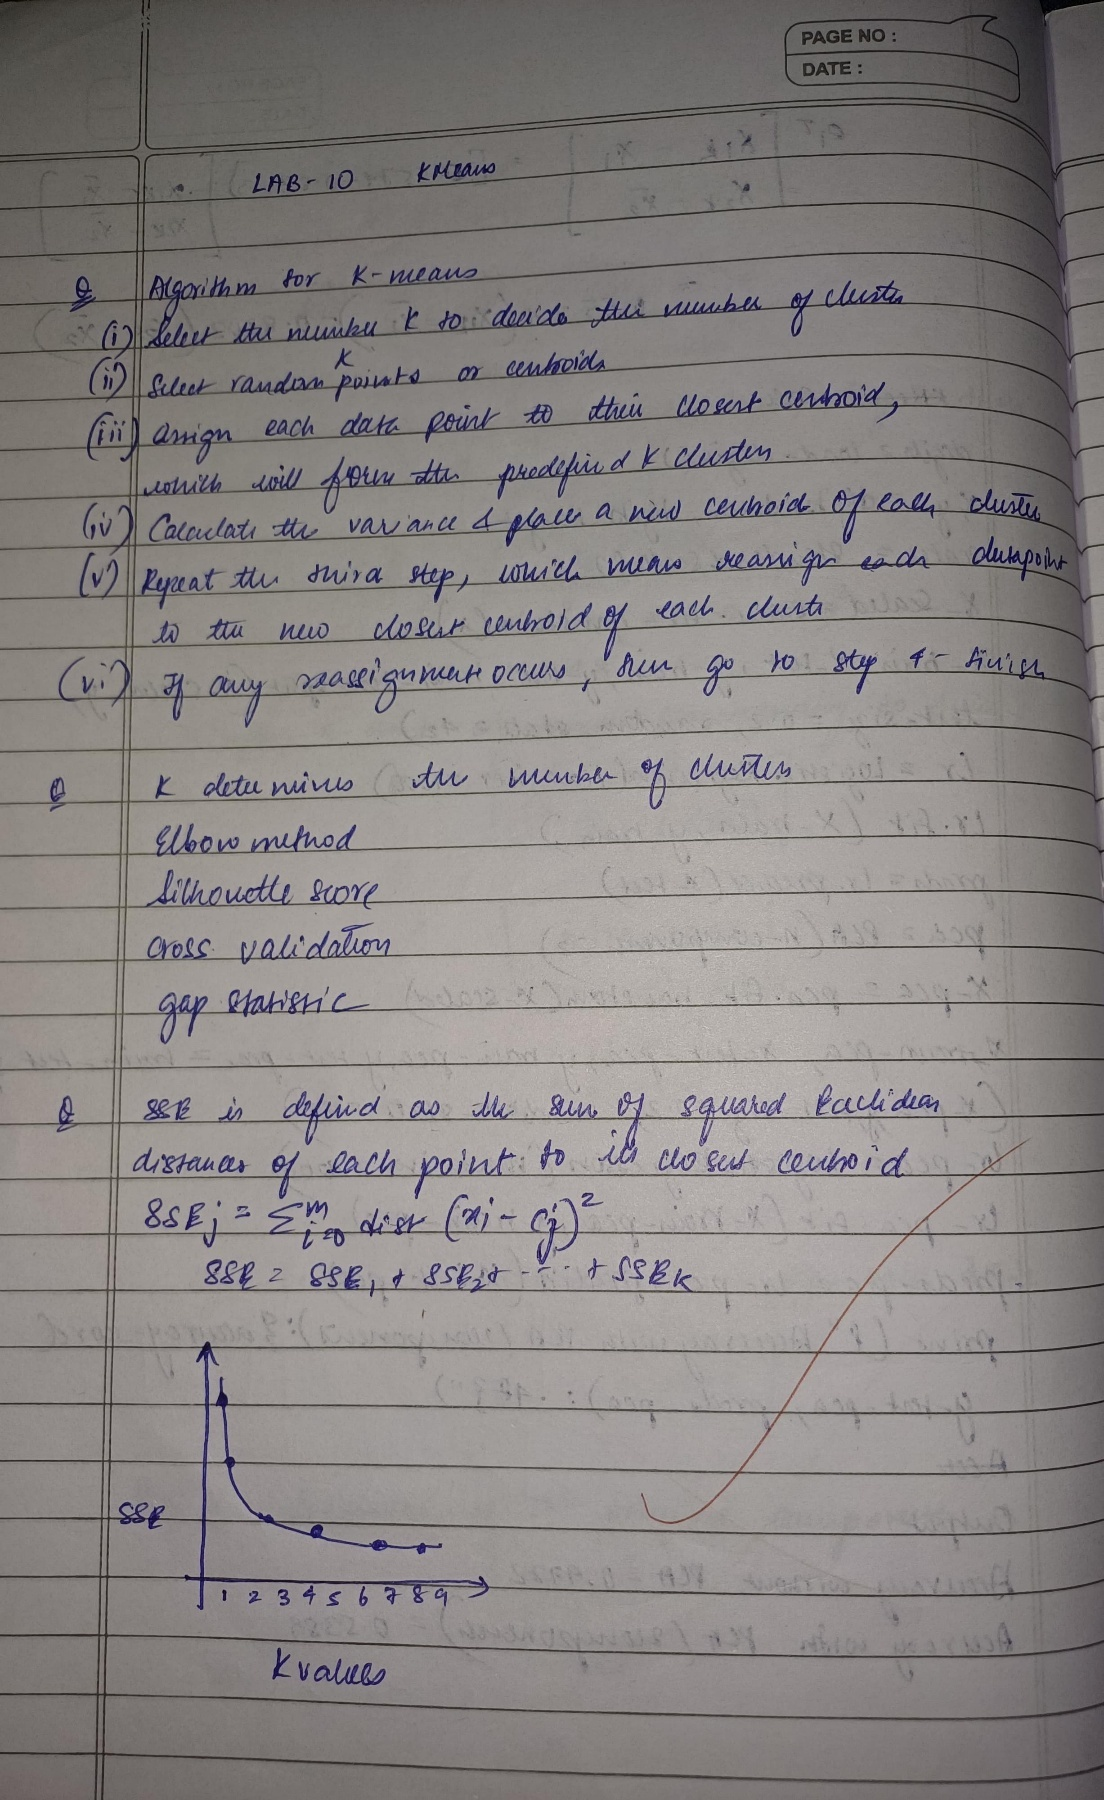 PAGE NO :
DATE :
LAB-10 KMeans
Q Algorithm for K-means
(i) Select the number K to decide the number of cluster
K
(ii) Select random points or centroids
(iii) assign each data point to their closest centroid,
which will form the predefined K clusters
(iv) Calculate the variance & place a new centroid of each cluster
(v) Repeat the third step, which means reassign each datapoint
to the new closest centroid of each cluster
(vi) If any reassignment occurs, then go to step 4 - finish
Q K determines the number of clusters
Elbow method
Silhouette score
cross validation
gap statistic
Q SSE is defind as the sum of squared Euclidean
distances of each point to its closest centroid
SSEj = Σ^m_{i=0} dist (xi - cj)²
SSE = SSE₁ + SSE₂ + ... + SSEK
SSE
1 2 3 4 5 6 7 8 9
K values